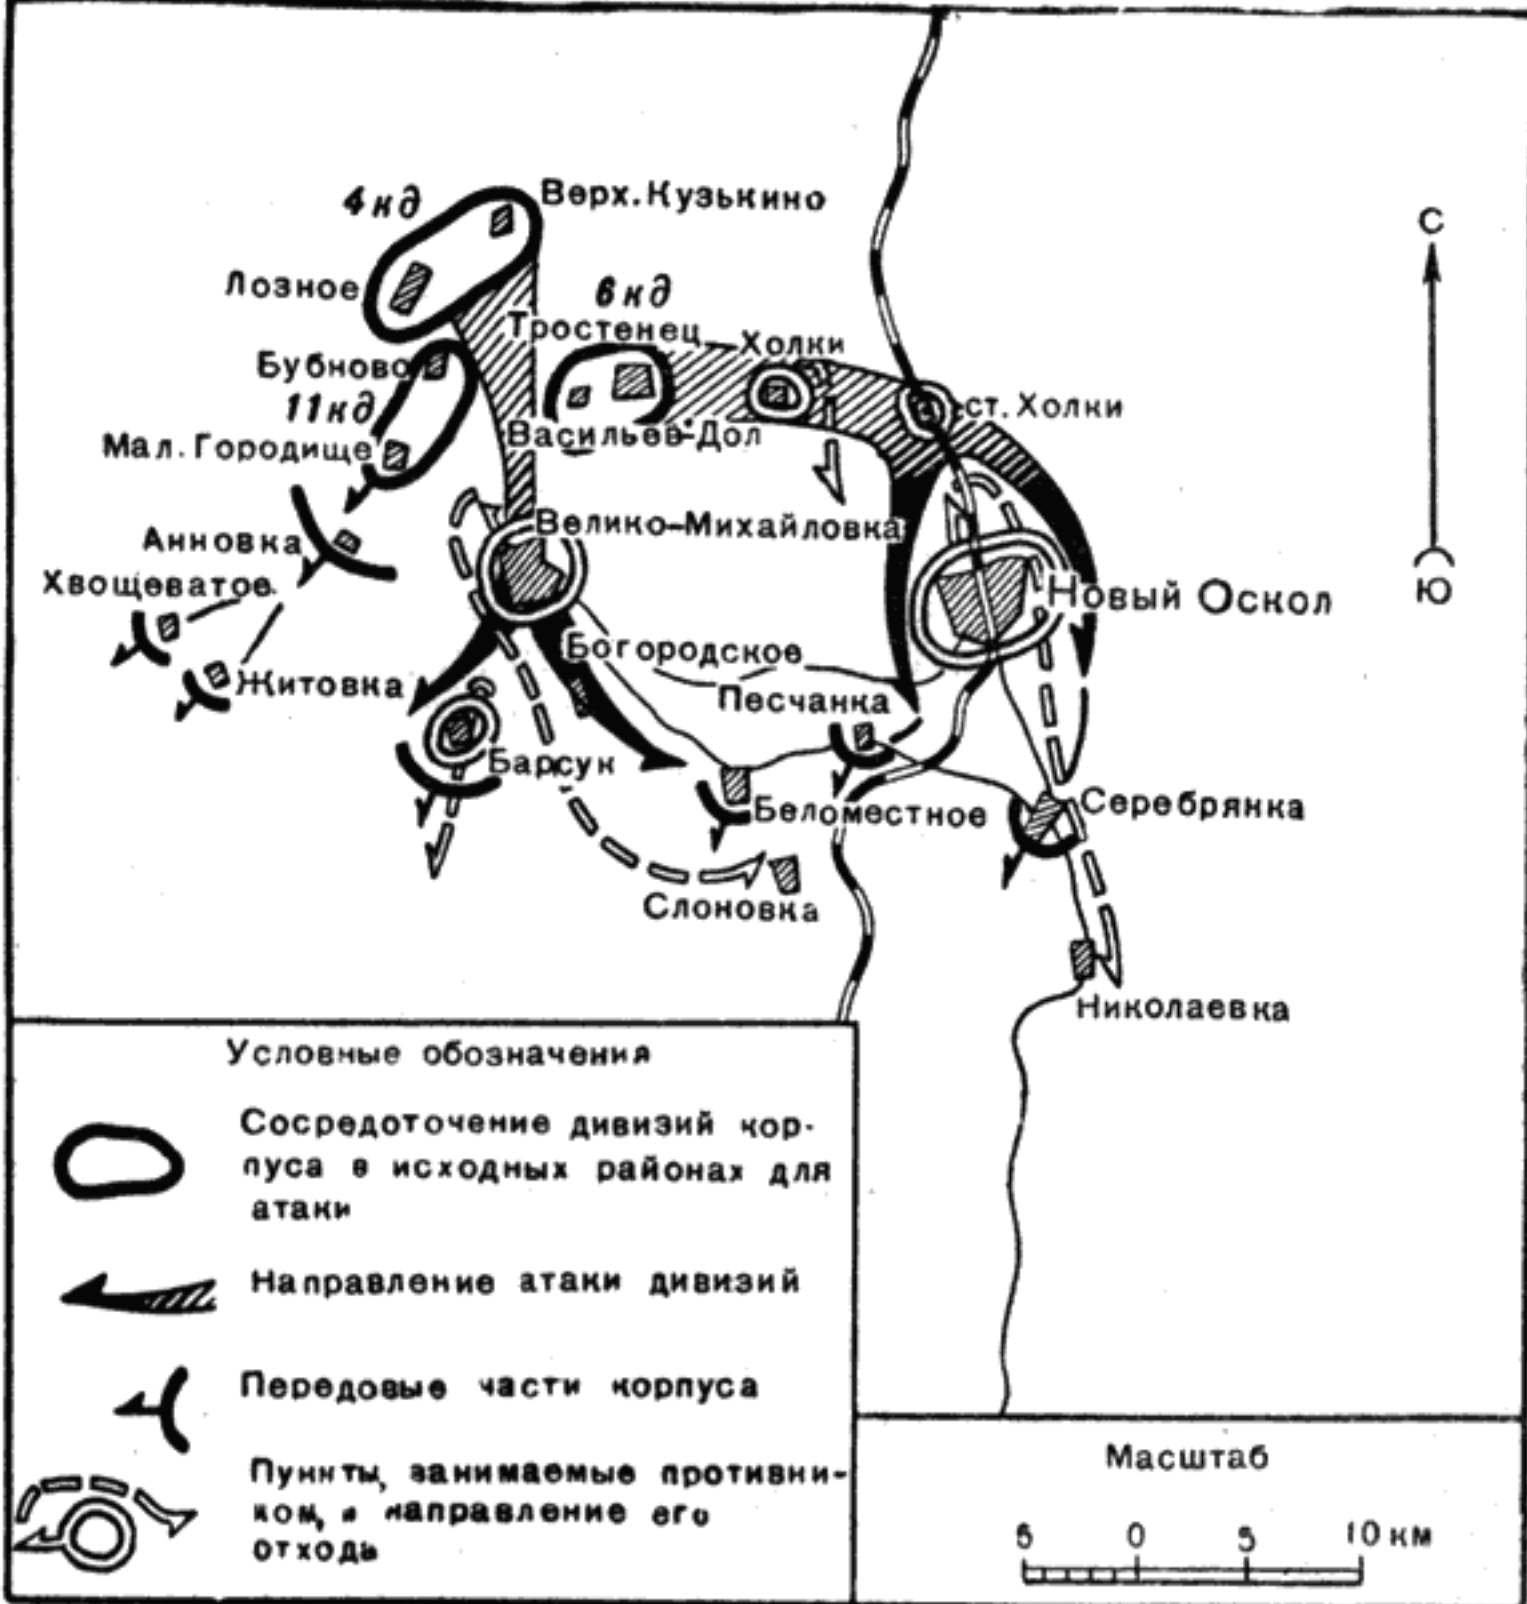 4кд
Верх.Кузькино
С
Лозное
6кд
Тростенец
Холки
Бубново
11кд
ст.Холки
Васильев-Дол
Мал.Городище
Велико-Михайловка
Анновка
Хвощеватое
Новый Оскол
Ю
Богородское
Житовка
Песчанка
Барсук
Серебрянка
Беломестное
Слоновка
Николаевка
Условные обозначения
Сосредоточение дивизий кор-
пуса в исходных районах для
атаки
Направление атаки дивизий
Передовые части корпуса
Пункты, занимаемые противни-
ком, и направление его
отхода
Масштаб
5 0 5 10 км